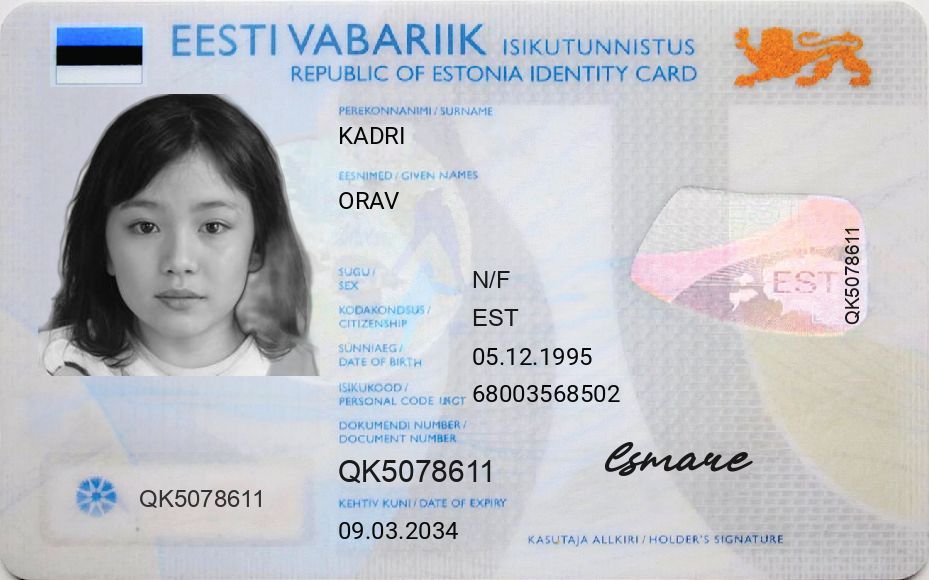 EESTI VABARIIK ISIKUTUNNISTUS
REPUBLIC OF ESTONIA IDENTITY CARD
PEREKONNANIMI / SURNAME
KADRI
EESNIMED / GIVEN NAMES
ORAV
SUGU /
SEX
N/F
KODAKONDSUS /
CITIZENSHIP
EST
SÜNNIAEG /
DATE OF BIRTH
05.12.1995
ISIKUKOOD /
PERSONAL CODE
68003568502
DOKUMENDI NUMBER /
DOCUMENT NUMBER
QK5078611
KEHTIV KUNI / DATE OF EXPIRY
09.03.2034
QK5078611
EST
QK5078611
KASUTAJA ALLKIRI / HOLDER'S SIGNATURE